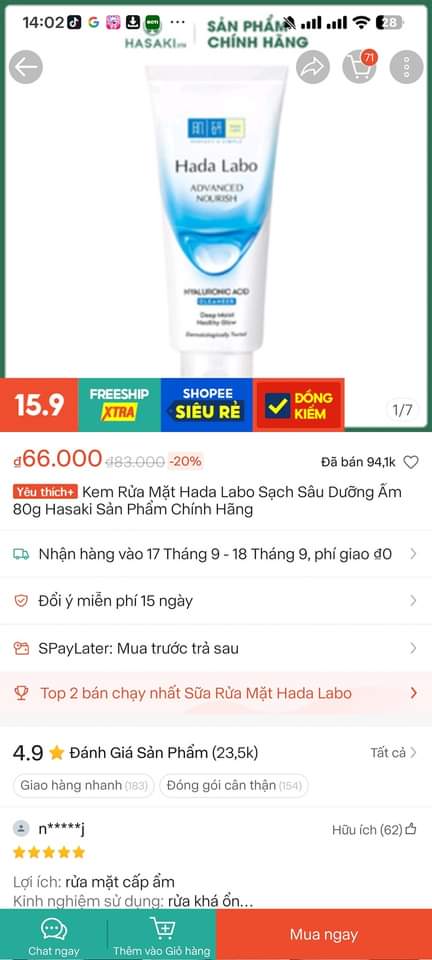 14:02
28
HASAKI.VN
SẢN PHẨM
CHÍNH HÃNG
71
Hada Labo
ADVANCED
NOURISH
HYALURONIC ACID
CLEANSER
Deep Moist
Healthy Glow
Dermatologically Tested
15.9
FREESHIP
XTRA
SHOPEE
SIÊU RẺ
ĐỒNG
KIỂM
1/7
₫66.000 ₫83.000 -20%
Đã bán 94,1k
Yêu thích+ Kem Rửa Mặt Hada Labo Sạch Sâu Dưỡng Ẩm
80g Hasaki Sản Phẩm Chính Hãng
Nhận hàng vào 17 Tháng 9 - 18 Tháng 9, phí giao ₫0
Đổi ý miễn phí 15 ngày
SPayLater: Mua trước trả sau
Top 2 bán chạy nhất Sữa Rửa Mặt Hada Labo
4.9 Đánh Giá Sản Phẩm (23,5k)
Tất cả
Giao hàng nhanh (183)
Đóng gói cân thận (154)
n*****j
Hữu ích (62)
Lợi ích: rửa mặt cấp ẩm
Kinh nghiệm sử dụng: rửa khá ổn...
Chat ngay
Thêm vào Giỏ hàng
Mua ngay